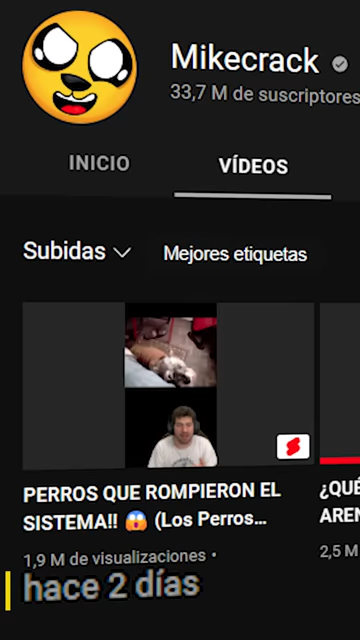 Mikecrack
33,7 M de suscriptores
INICIO
VÍDEOS
Subidas
Mejores etiquetas
PERROS QUE ROMPIERON EL
SISTEMA!! 😱 (Los Perros...
1,9 M de visualizaciones •
hace 2 días
¿QUÉ
AREN
2,5 M